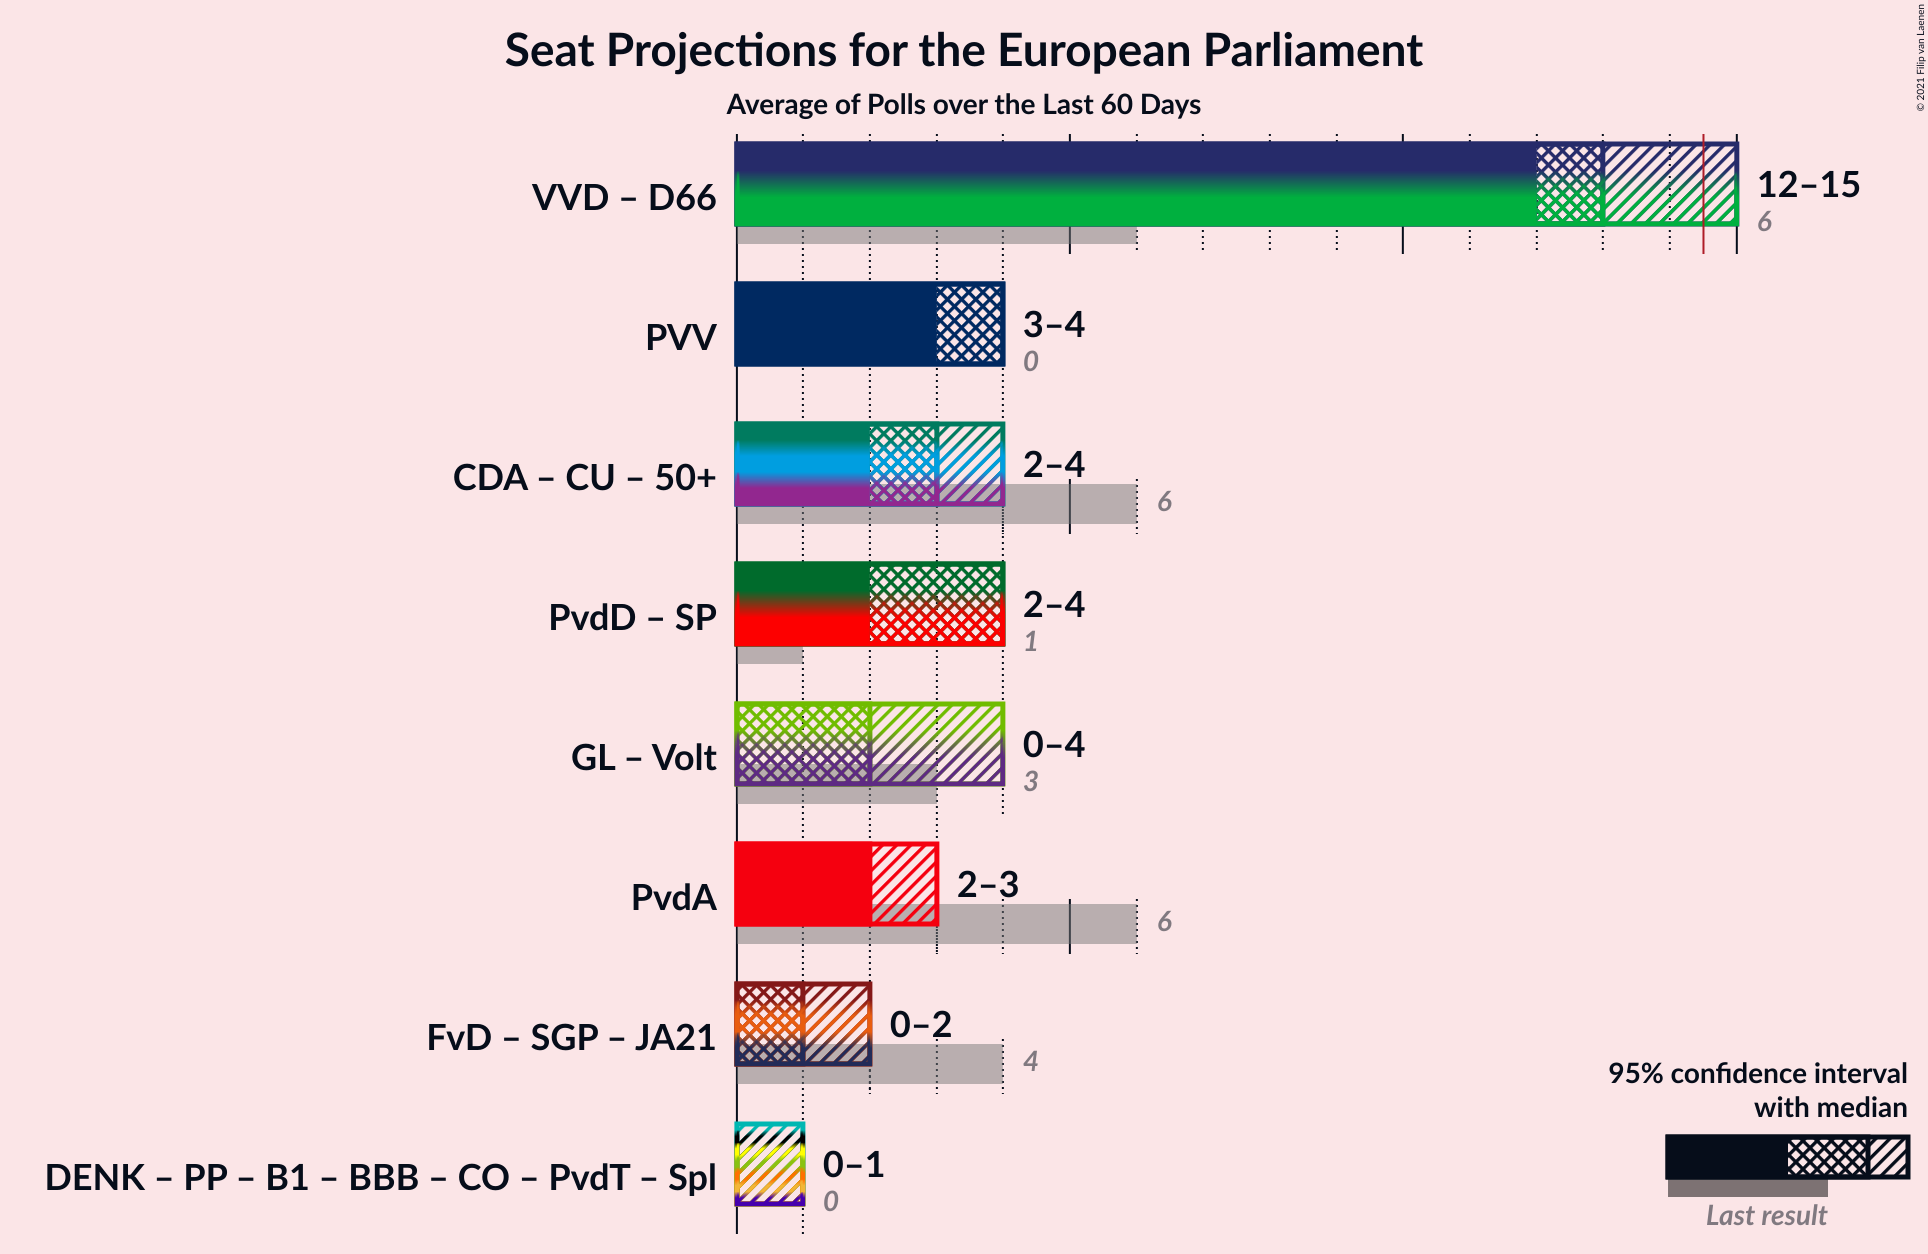 Seat Projections for the European Parliament
Average of Polls over the Last 60 Days
© 2021 Filip van Laenen
VVD – D66
12–15
6
PVV
3–4
0
CDA – CU – 50+
2–4
6
PvdD – SP
2–4
1
GL – Volt
0–4
3
PvdA
2–3
6
FvD – SGP – JA21
0–2
4
DENK – PP – B1 – BBB – CO – PvdT – Spl
0–1
0
95% confidence interval
with median
Last result